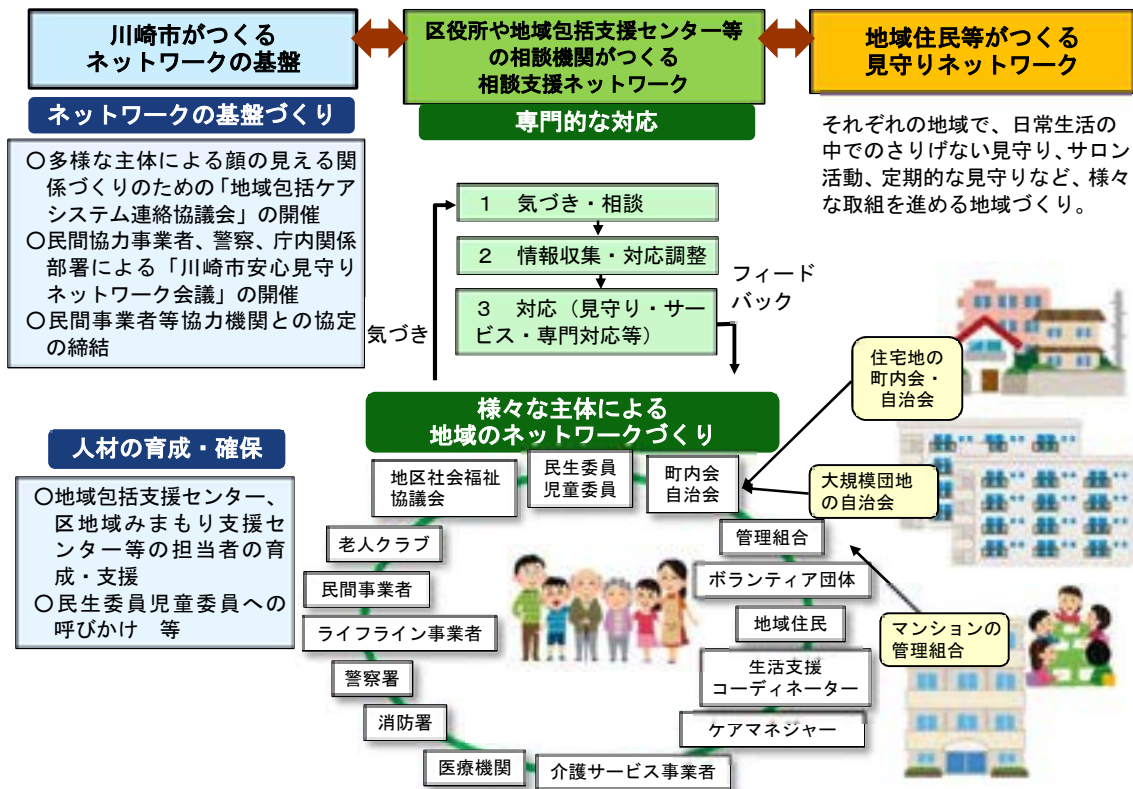 川崎市がつくる
ネットワークの基盤
区役所や地域包括支援センター等
の相談機関がつくる
相談支援ネットワーク
地域住民等がつくる
見守りネットワーク
ネットワークの基盤づくり
〇多様な主体による顔の見える関
係づくりのための「地域包括ケア
システム連絡協議会」の開催
〇民間協力事業者、警察、庁内関係
部署による「川崎市安心見守り
ネットワーク会議」の開催
〇民間事業者等協力機関との協定
の締結
人材の育成・確保
〇地域包括支援センター、
区地域みまもり支援セ
ンター等の担当者の育
成・支援
〇民生委員児童委員への
呼びかけ　等
専門的な対応
1　気づき・相談
2　情報収集・対応調整
3　対応（見守り・サー
ビス・専門対応等）
気づき
フィード
バック
それぞれの地域で、日常生活の
中でのさりげない見守り、サロン
活動、定期的な見守りなど、様々
な取組を進める地域づくり。
様々な主体による
地域のネットワークづくり
地区社会福祉
協議会
民生委員
児童委員
町内会
自治会
老人クラブ
管理組合
民間事業者
ボランティア団体
ライフライン事業者
地域住民
警察署
生活支援
コーディネーター
消防署
ケアマネジャー
医療機関
介護サービス事業者
住宅地の
町内会・
自治会
大規模団地
の自治会
マンションの
管理組合